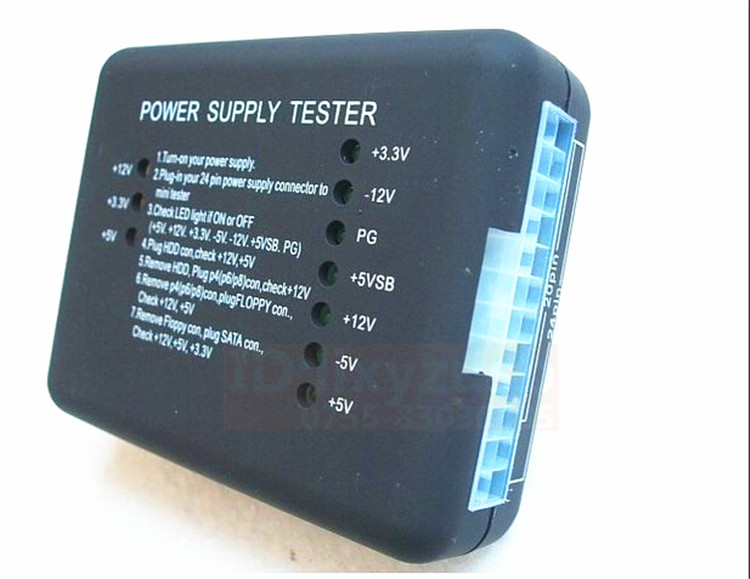 POWER SUPPLY TESTER
1.Turn-on your power supply.
2.Plug-in your 24 pin power supply connector to
mini tester
3.Check LED light if ON or OFF
(+5V. +12V. +3.3V. -5V. -12V. +5VSB. PG)
4.Plug HDD con,check +12V,+5V
5.Remove HDD, Plug p4(p6/p8)con,check+12V
6.Remove p4(p6/p8)con,plugFLOPPY con.,
Check +12V, +5V
7.Remove Floppy con, plug SATA con.,
Check +12V,+5V, +3.3V
+12V
+3.3V
+5V
+3.3V
-12V
PG
+5VSB
+12V
-5V
+5V
20pin
24pin